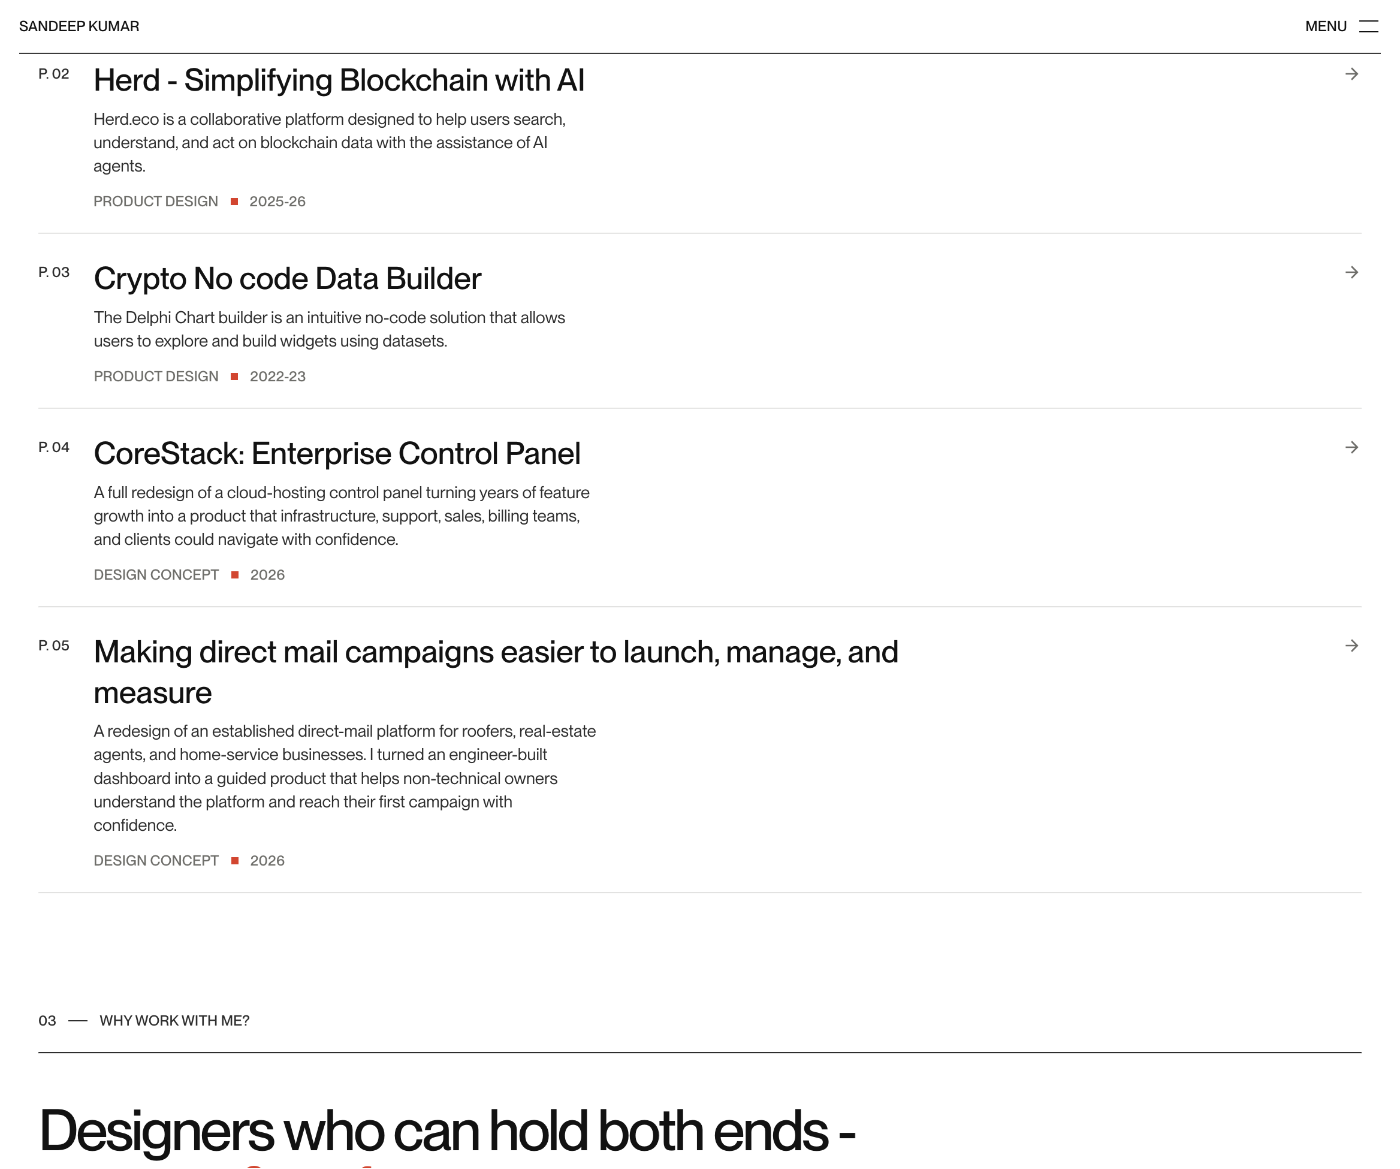 SANDEEP KUMAR
MENU
P. 02
Herd - Simplifying Blockchain with AI
Herd.eco is a collaborative platform designed to help users search,
understand, and act on blockchain data with the assistance of AI
agents.
PRODUCT DESIGN ■ 2025-26
P. 03
Crypto No code Data Builder
The Delphi Chart builder is an intuitive no-code solution that allows
users to explore and build widgets using datasets.
PRODUCT DESIGN ■ 2022-23
P. 04
CoreStack: Enterprise Control Panel
A full redesign of a cloud-hosting control panel turning years of feature
growth into a product that infrastructure, support, sales, billing teams,
and clients could navigate with confidence.
DESIGN CONCEPT ■ 2026
P. 05
Making direct mail campaigns easier to launch, manage, and
measure
A redesign of an established direct-mail platform for roofers, real-estate
agents, and home-service businesses. I turned an engineer-built
dashboard into a guided product that helps non-technical owners
understand the platform and reach their first campaign with
confidence.
DESIGN CONCEPT ■ 2026
03 — WHY WORK WITH ME?
Designers who can hold both ends -